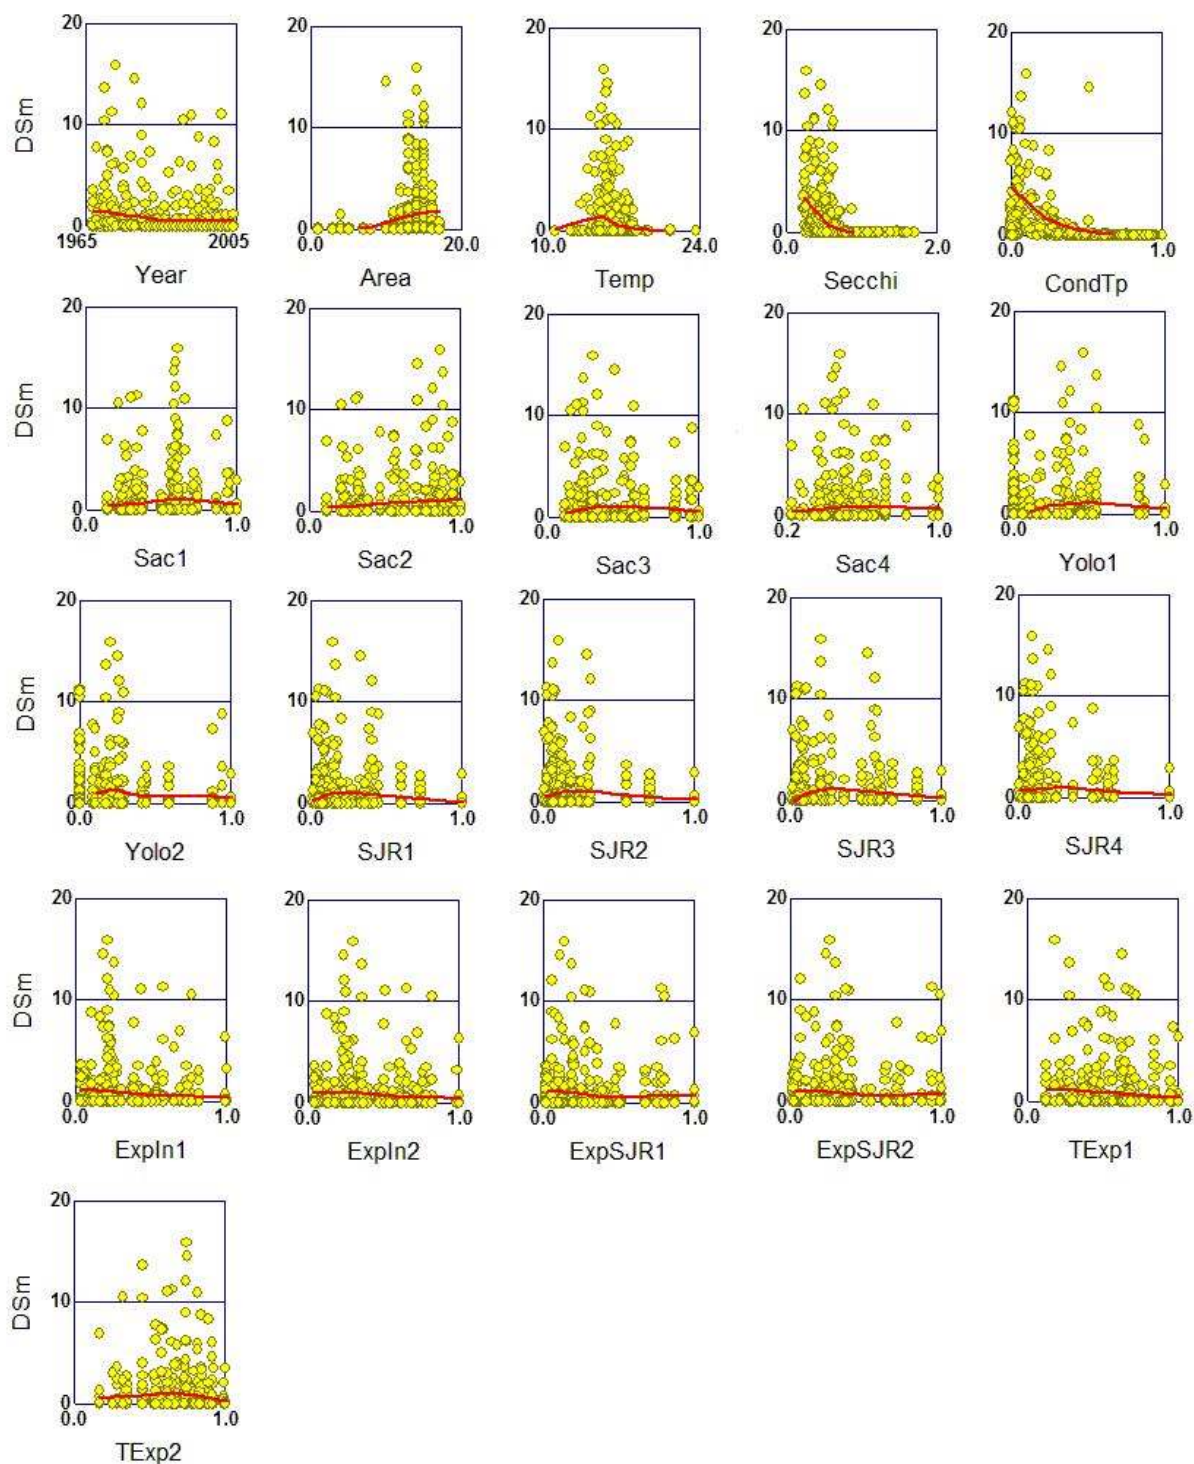 20 20 20 20 20
DSm 10 10 10 10 10
0 0 0 0 0
1965 2005 0.0 20.0 10.0 24.0 0.0 2.0 0.0 1.0
Year Area Temp Secchi CondTp
20 20 20 20 20
DSm 10 10 10 10 10
0 0 0 0 0
0.0 1.0 0.0 1.0 0.0 1.0 0.2 1.0 0.0 1.0
Sac1 Sac2 Sac3 Sac4 Yolo1
20 20 20 20 20
DSm 10 10 10 10 10
0 0 0 0 0
0.0 1.0 0.0 1.0 0.0 1.0 0.0 1.0 0.0 1.0
Yolo2 SJR1 SJR2 SJR3 SJR4
20 20 20 20 20
DSm 10 10 10 10 10
0 0 0 0 0
0.0 1.0 0.0 1.0 0.0 1.0 0.0 1.0 0.0 1.0
ExpIn1 ExpIn2 ExpSJR1 ExpSJR2 TExp1
20
DSm 10
0
0.0 1.0
TExp2